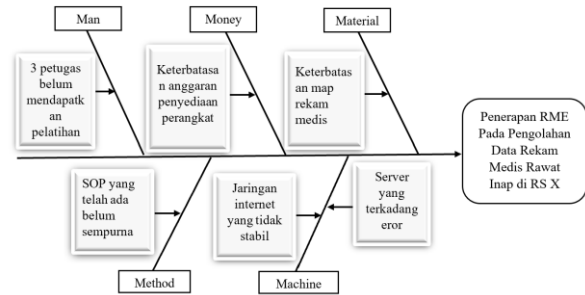 Man
Money
Material
3 petugas
belum
mendapatk
an
pelatihan
Keterbatasa
n anggaran
penyediaan
perangkat
Keterbatas
an map
rekam
medis
Penerapan RME
Pada Pengolahan
Data Rekam
Medis Rawat
Inap di RS X
SOP yang
telah ada
belum
sempurna
Jaringan
internet
yang tidak
stabil
Server
yang
terkadang
eror
Method
Machine